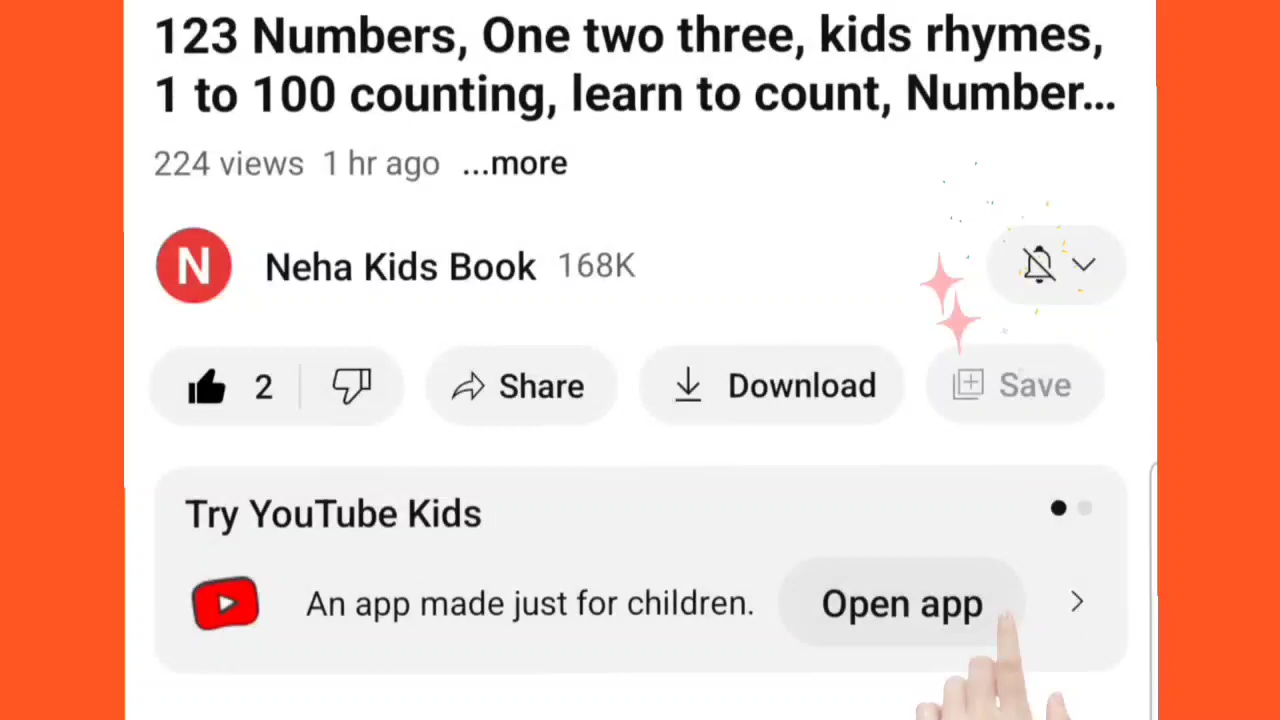 123 Numbers, One two three, kids rhymes,
1 to 100 counting, learn to count, Number...
224 views 1 hr ago ...more
N Neha Kids Book 168K
2 Share Download Save
Try YouTube Kids
An app made just for children. Open app